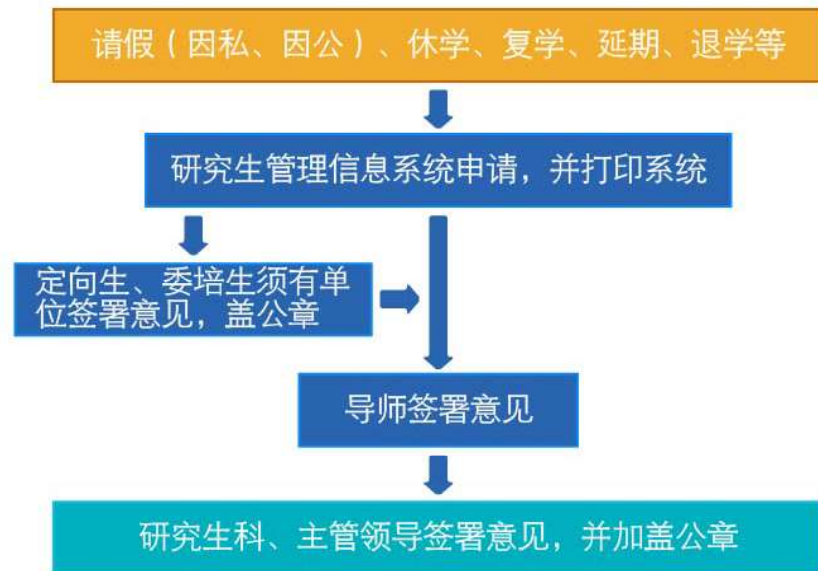 请假（因私、因公）、休学、复学、延期、退学等
研究生管理信息系统申请，并打印系统
定向生、委培生须有单
位签署意见，盖公章
导师签署意见
研究生科、主管领导签署意见，并加盖公章